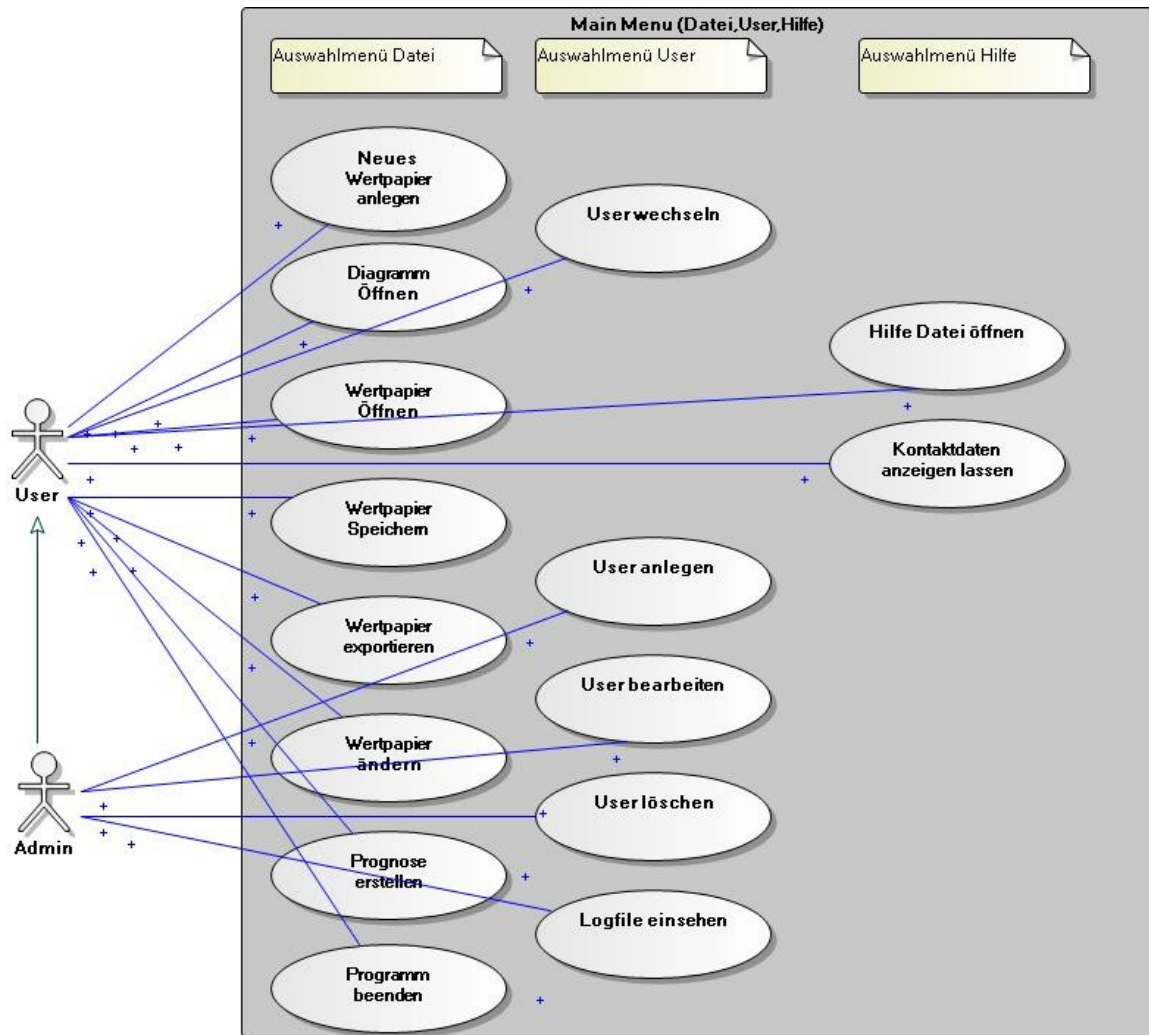 Main Menu (Datei,User,Hilfe)
Auswahlmenü Datei
Auswahlmenü User
Auswahlmenü Hilfe
Neues
Wertpapier
anlegen
User wechseln
Diagramm
Öffnen
Hilfe Datei öffnen
Wertpapier
Öffnen
Kontaktdaten
anzeigen lassen
User
Wertpapier
Speichern
User anlegen
Wertpapier
exportieren
User bearbeiten
Wertpapier
ändern
User löschen
Admin
Prognose
erstellen
Logfile einsehen
Programm
beenden